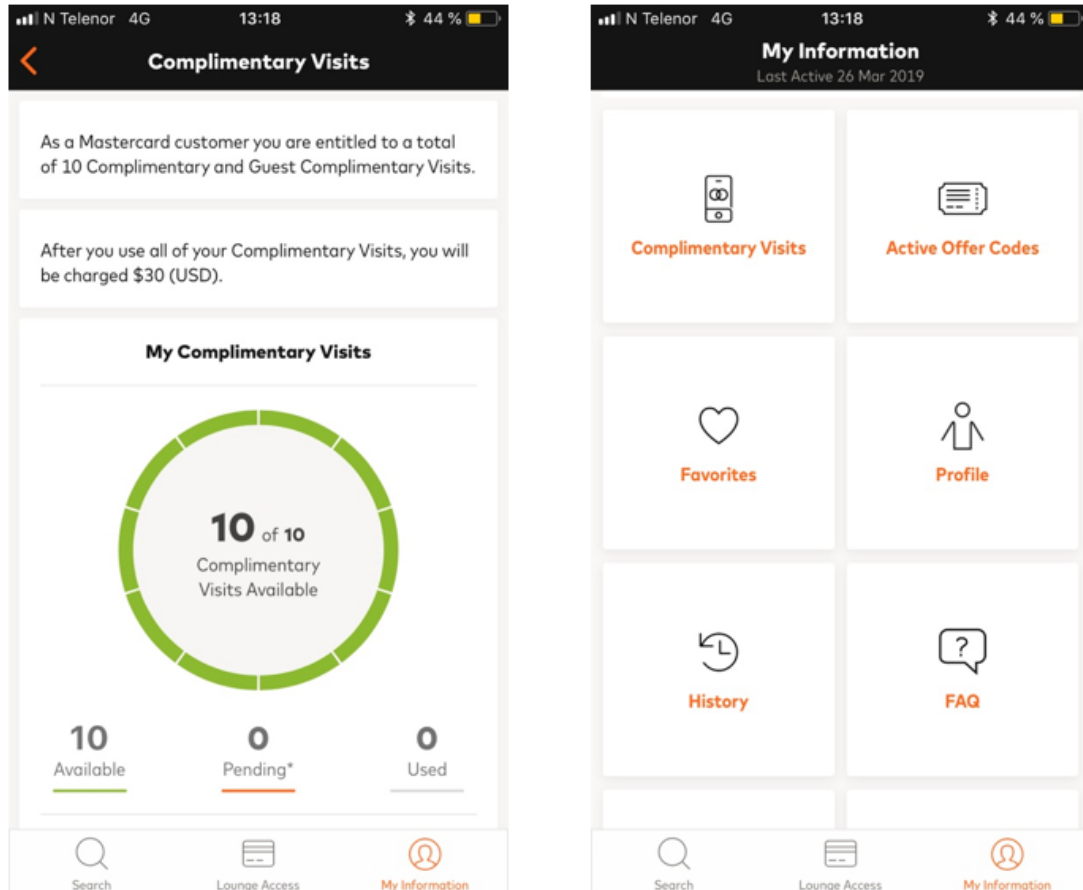 N Telenor 4G 13:18 44 %
Complimentary Visits
As a Mastercard customer you are entitled to a total
of 10 Complimentary and Guest Complimentary Visits.
After you use all of your Complimentary Visits, you will
be charged $30 (USD).
My Complimentary Visits
10 of 10
Complimentary
Visits Available
10 0 0
Available Pending* Used
Search Lounge Access My Information
N Telenor 4G 13:18 44 %
My Information
Last Active 26 Mar 2019
Complimentary Visits Active Offer Codes
Favorites Profile
?
History FAQ
Search Lounge Access My Information